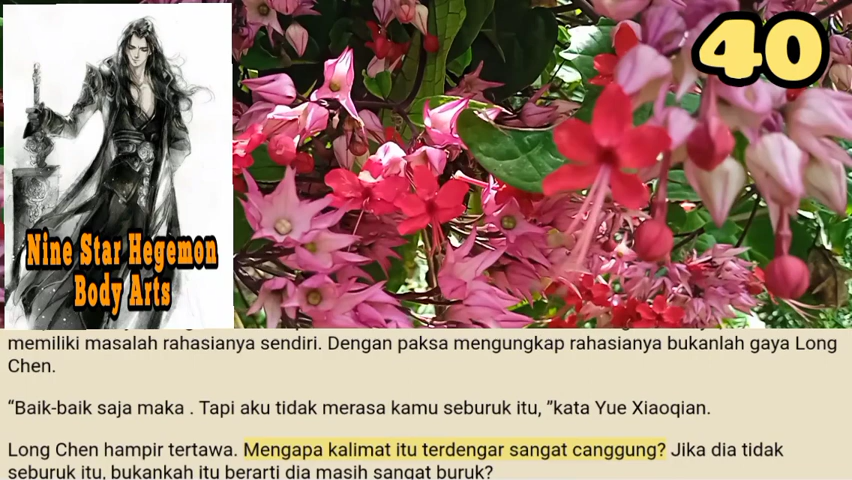 40
Nine Star Hegemon
Body Arts
memiliki masalah rahasianya sendiri. Dengan paksa mengungkap rahasianya bukanlah gaya Long
Chen.
“Baik-baik saja maka . Tapi aku tidak merasa kamu seburuk itu, ”kata Yue Xiaoqian.
Long Chen hampir tertawa. Mengapa kalimat itu terdengar sangat canggung? Jika dia tidak
seburuk itu, bukankah itu berarti dia masih sangat buruk?